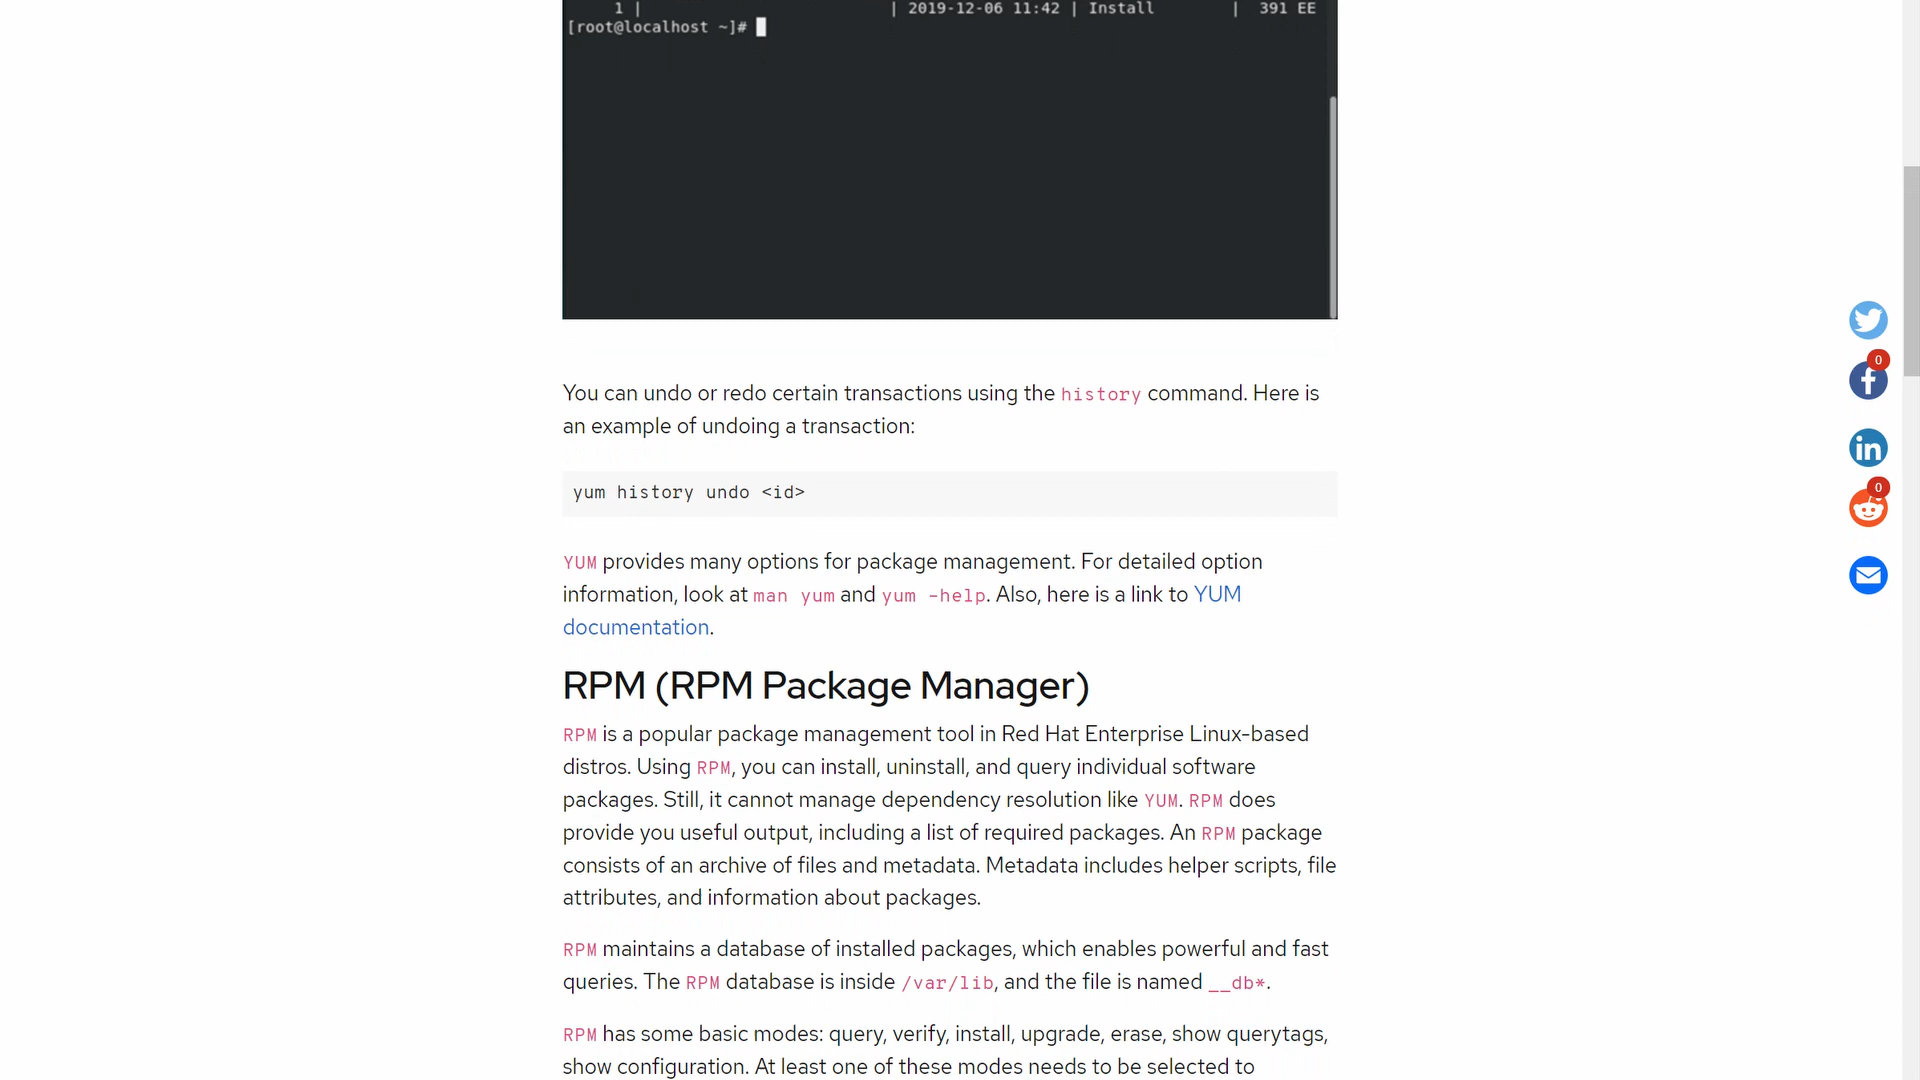 1 | | 2019-12-06 11:42 | Install | 391 EE
[root@localhost ~]#
You can undo or redo certain transactions using the history command. Here is
an example of undoing a transaction:
yum history undo <id>
YUM provides many options for package management. For detailed option
information, look at man yum and yum -help. Also, here is a link to YUM
documentation.
RPM (RPM Package Manager)
RPM is a popular package management tool in Red Hat Enterprise Linux-based
distros. Using RPM, you can install, uninstall, and query individual software
packages. Still, it cannot manage dependency resolution like YUM. RPM does
provide you useful output, including a list of required packages. An RPM package
consists of an archive of files and metadata. Metadata includes helper scripts, file
attributes, and information about packages.
RPM maintains a database of installed packages, which enables powerful and fast
queries. The RPM database is inside /var/lib, and the file is named __db*.
RPM has some basic modes: query, verify, install, upgrade, erase, show querytags,
show configuration. At least one of these modes needs to be selected to
0
in
0